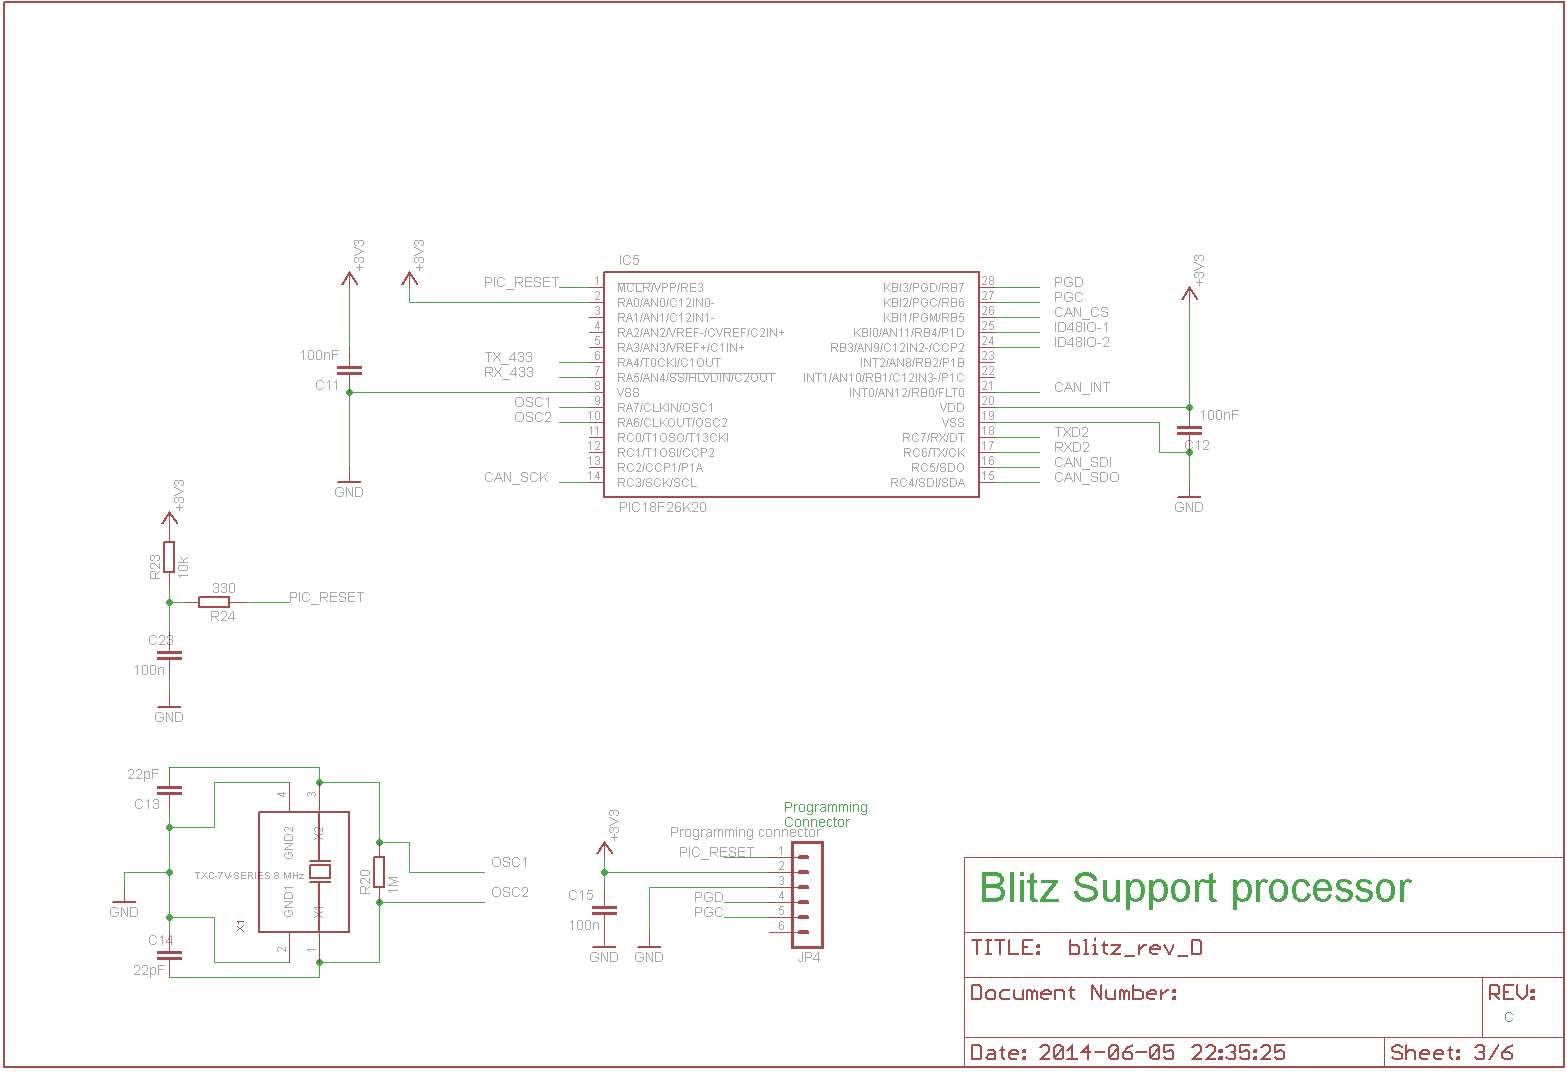 +3V3
+3V3
+3V3
IC5
PIC_RESET
1
MCLR/VPP/RE3
KBI3/PGD/RB7
28
PGD
2
RA0/AN0/C12IN0-
KBI2/PGC/RB6
27
PGC
3
RA1/AN1/C12IN1-
KBI1/PGM/RB5
26
CAN_CS
4
RA2/AN2/VREF-/CVREF/C2IN+
KBI0/AN11/RB4/P1D
25
ID48IO-1
5
RA3/AN3/VREF+/C1IN+
RB3/AN9/C12IN2-/CCP2
24
ID48IO-2
TX_433
6
RA4/T0CKI/C1OUT
INT2/AN8/RB2/P1B
23
RX_433
7
RA5/AN4/SS/HLVDIN/C2OUT
INT1/AN10/RB1/C12IN3-/P1C
22
8
VSS
INT0/AN12/RB0/FLT0
21
CAN_INT
OSC1
9
RA7/CLKIN/OSC1
VDD
20
OSC2
10
RA6/CLKOUT/OSC2
VSS
19
11
RC0/T1OSO/T13CKI
RC7/RX/DT
18
TXD2
12
RC1/T1OSI/CCP2
RC6/TX/CK
17
RXD2
13
RC2/CCP1/P1A
RC5/SDO
16
CAN_SDI
CAN_SCK
14
RC3/SCK/SCL
RC4/SDI/SDA
15
CAN_SDO
PIC18F26K20
100nF
C11
GND
100nF
C12
GND
+3V3
R23
10k
330
R24
PIC_RESET
C23
100n
GND
22pF
C13
4
3
GND2
X2
TXC-7V-SERIES 8 MHz
GND1
X1
X1
2
1
GND
C14
22pF
R20
1M
OSC1
OSC2
+3V3
C15
100n
GND
GND
Programming
Connector
Programming connector
PIC_RESET
1
2
3
PGD
4
PGC
5
6
JP4
Blitz Support processor
TITLE: blitz_rev_D
Document Number:
REV:
C
Date: 2014-06-05 22:35:25
Sheet: 3/6